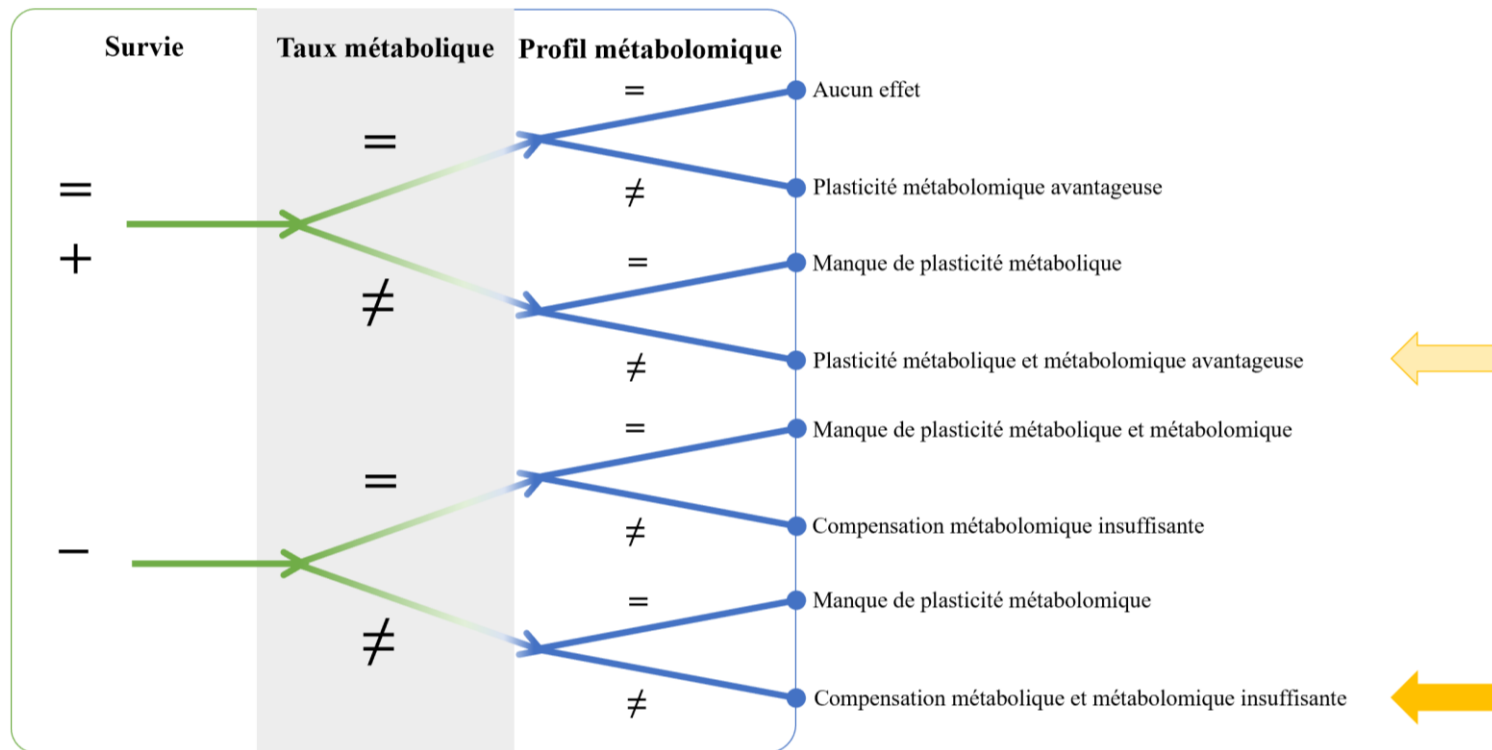 Survie
Taux métabolique
Profil métabolomique
=
Aucun effet
=
=
≠
Plasticité métabolomique avantageuse
+
=
Manque de plasticité métabolique
≠
≠
Plasticité métabolique et métabolomique avantageuse
=
Manque de plasticité métabolique et métabolomique
=
≠
Compensation métabolomique insuffisante
−
=
Manque de plasticité métabolomique
≠
≠
Compensation métabolique et métabolomique insuffisante